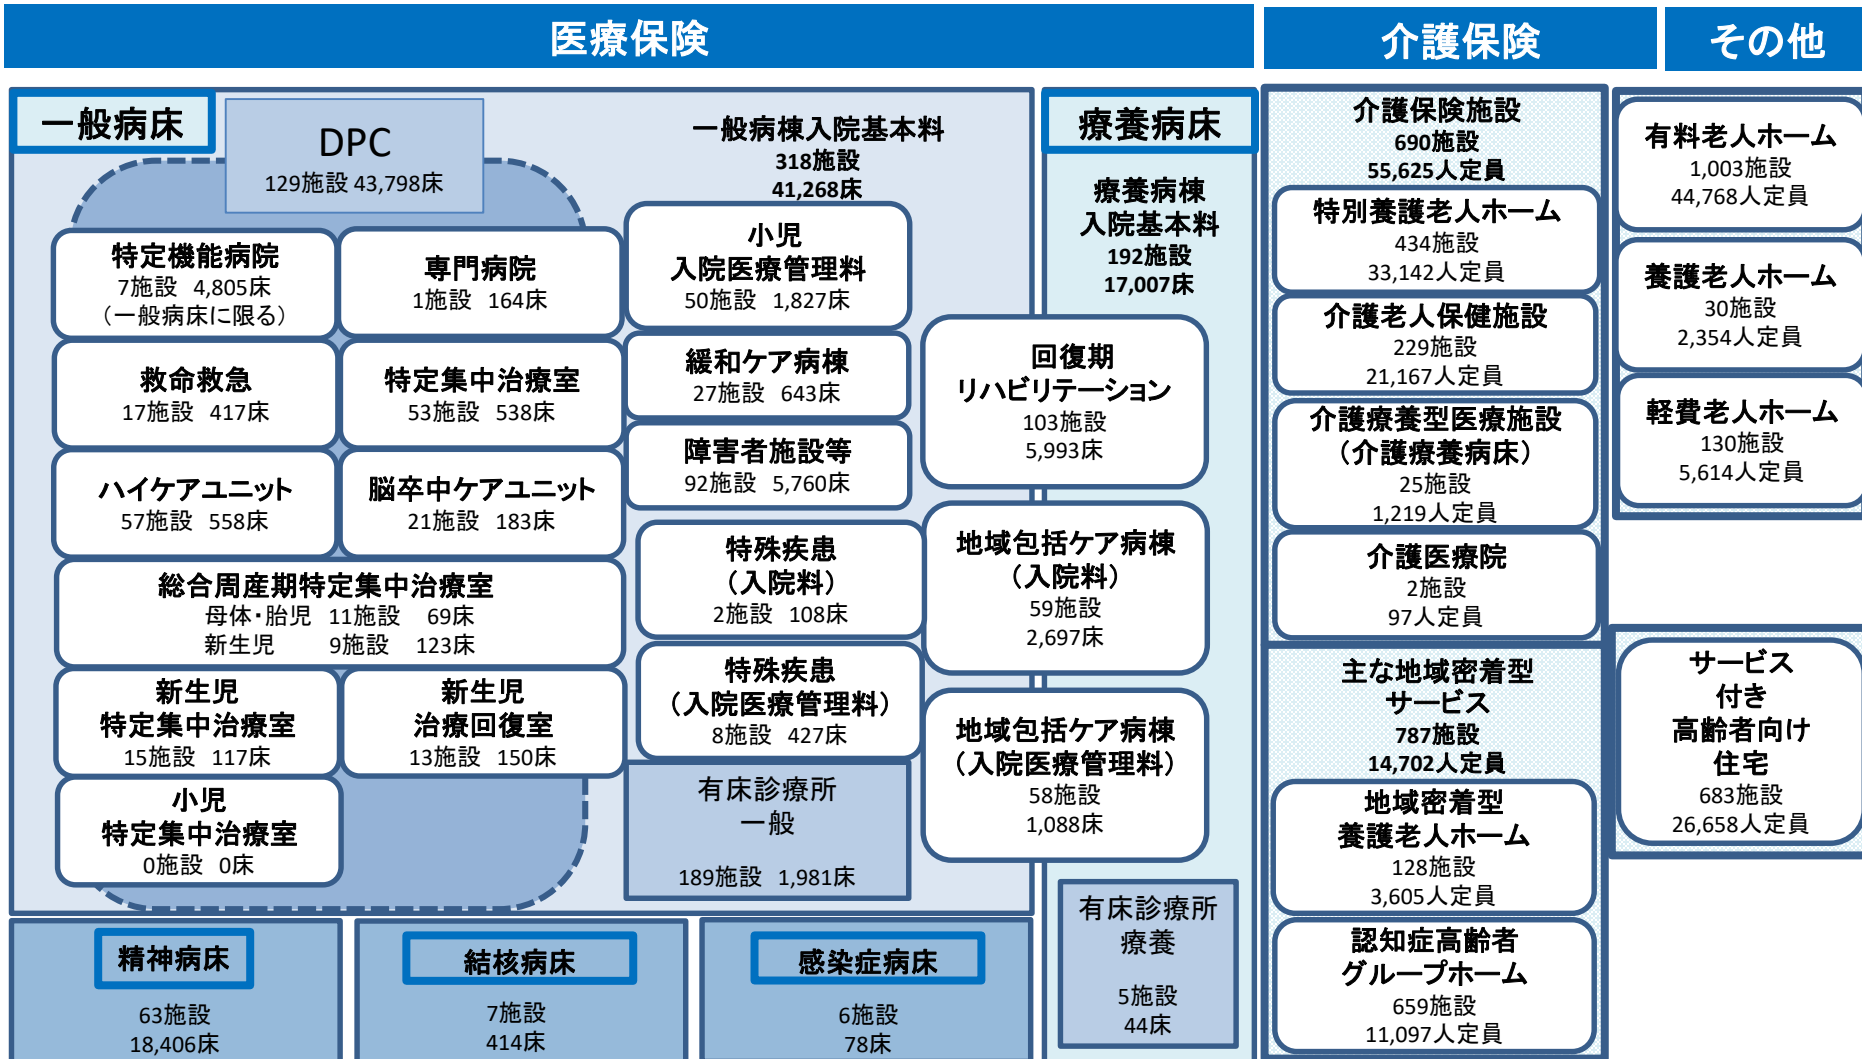 医療保険
介護保険
その他
一般病床
DPC
129施設 43,798床
一般病棟入院基本料
318施設
41,268床
特定機能病院
7施設 4,805床
（一般病床に限る）
専門病院
1施設 164床
小児
入院医療管理料
50施設 1,827床
救命救急
17施設 417床
特定集中治療室
53施設 538床
緩和ケア病棟
27施設 643床
ハイケアユニット
57施設 558床
脳卒中ケアユニット
21施設 183床
障害者施設等
92施設 5,760床
総合周産期特定集中治療室
母体・胎児 11施設 69床
新生児 9施設 123床
特殊疾患
（入院料）
2施設 108床
新生児
特定集中治療室
15施設 117床
新生児
治療回復室
13施設 150床
特殊疾患
（入院医療管理料）
8施設 427床
小児
特定集中治療室
0施設 0床
有床診療所
一般
189施設 1,981床
療養病床
療養病棟
入院基本料
192施設
17,007床
回復期
リハビリテーション
103施設
5,993床
地域包括ケア病棟
（入院料）
59施設
2,697床
地域包括ケア病棟
（入院医療管理料）
58施設
1,088床
有床診療所
療養
5施設
44床
精神病床
63施設
18,406床
結核病床
7施設
414床
感染症病床
6施設
78床
介護保険施設
690施設
55,625人定員
特別養護老人ホーム
434施設
33,142人定員
介護老人保健施設
229施設
21,167人定員
介護療養型医療施設
（介護療養病床）
25施設
1,219人定員
介護医療院
2施設
97人定員
主な地域密着型
サービス
787施設
14,702人定員
地域密着型
養護老人ホーム
128施設
3,605人定員
認知症高齢者
グループホーム
659施設
11,097人定員
有料老人ホーム
1,003施設
44,768人定員
養護老人ホーム
30施設
2,354人定員
軽費老人ホーム
130施設
5,614人定員
サービス
付き
高齢者向け
住宅
683施設
26,658人定員